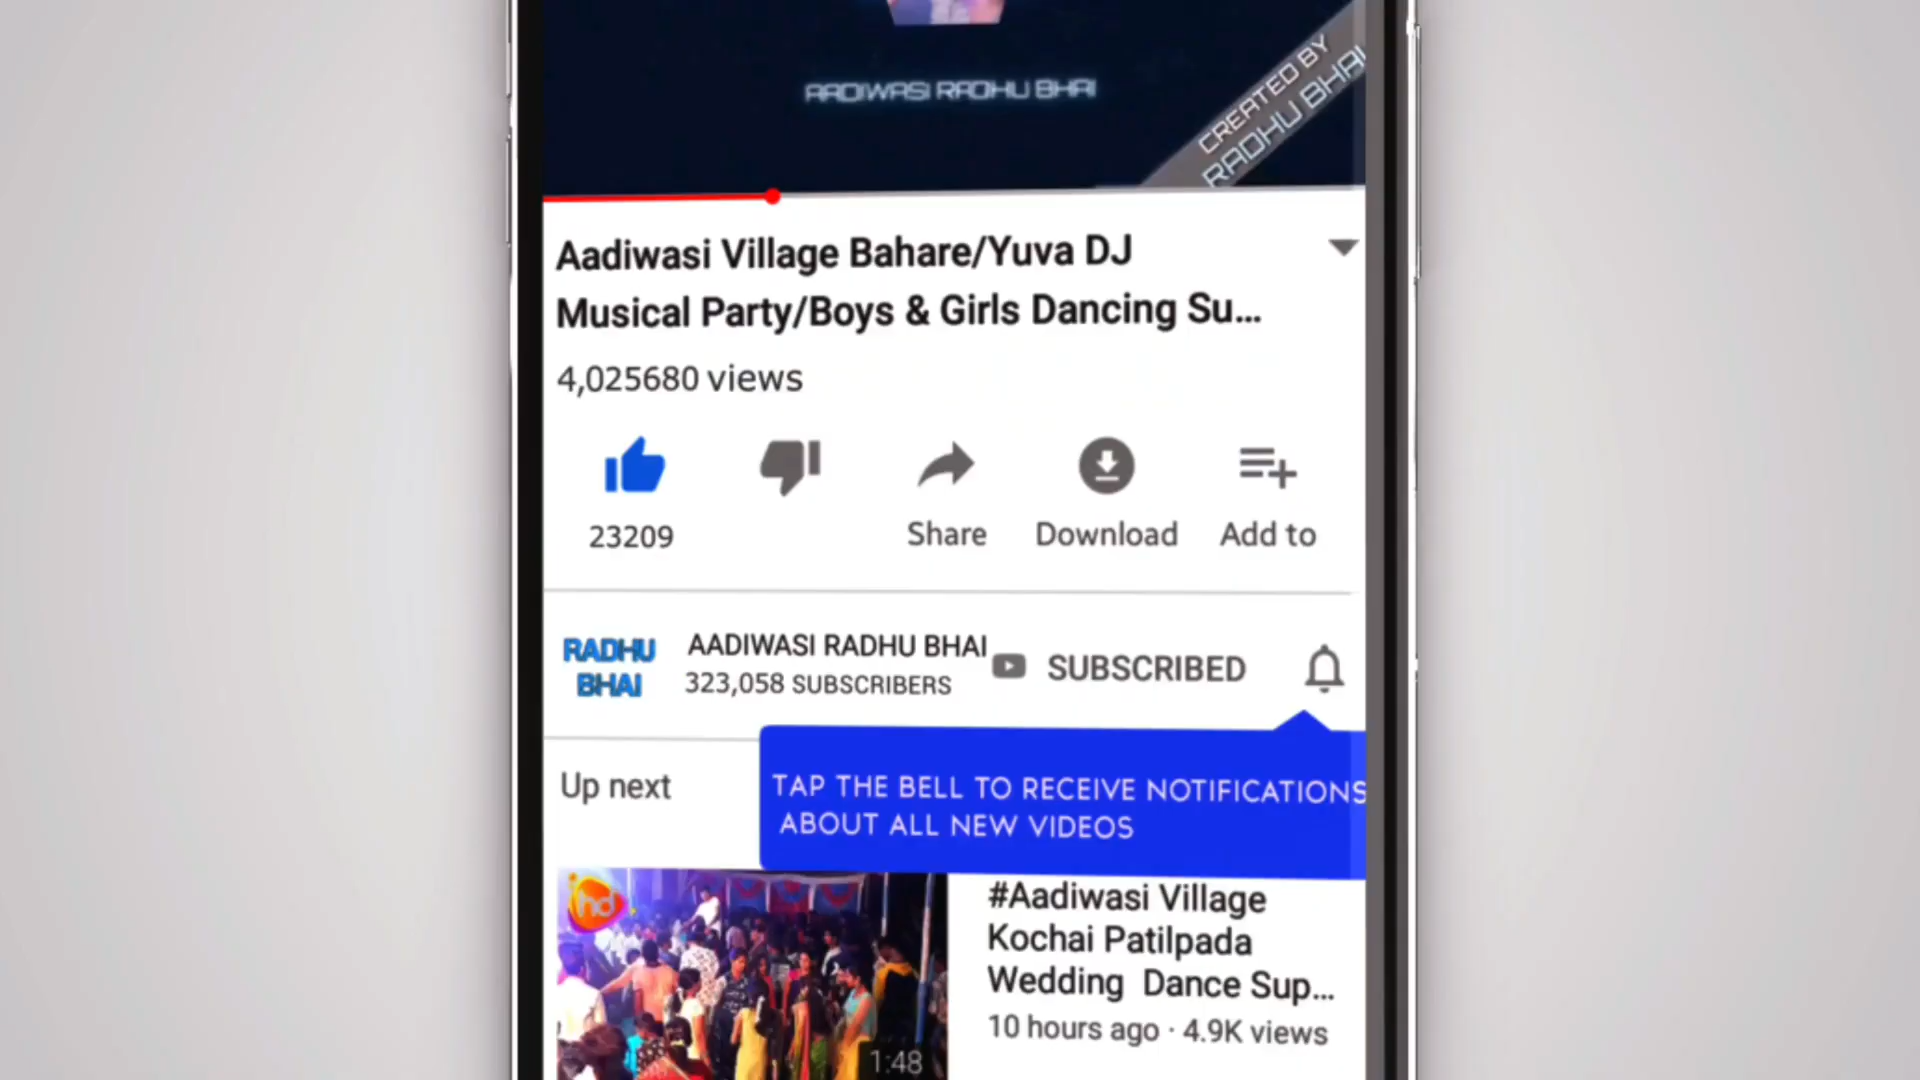 AADIWASI RADHU BHAI
CREATED BY
RADHU BHAI
Aadiwasi Village Bahare/Yuva DJ
Musical Party/Boys & Girls Dancing Su...
4,025680 views
23209
Share
Download
Add to
RADHU
BHAI
AADIWASI RADHU BHAI
323,058 SUBSCRIBERS
SUBSCRIBED
TAP THE BELL TO RECEIVE NOTIFICATIONS
ABOUT ALL NEW VIDEOS
Up next
hd
1:48
#Aadiwasi Village
Kochai Patilpada
Wedding Dance Sup...
10 hours ago · 4.9K views